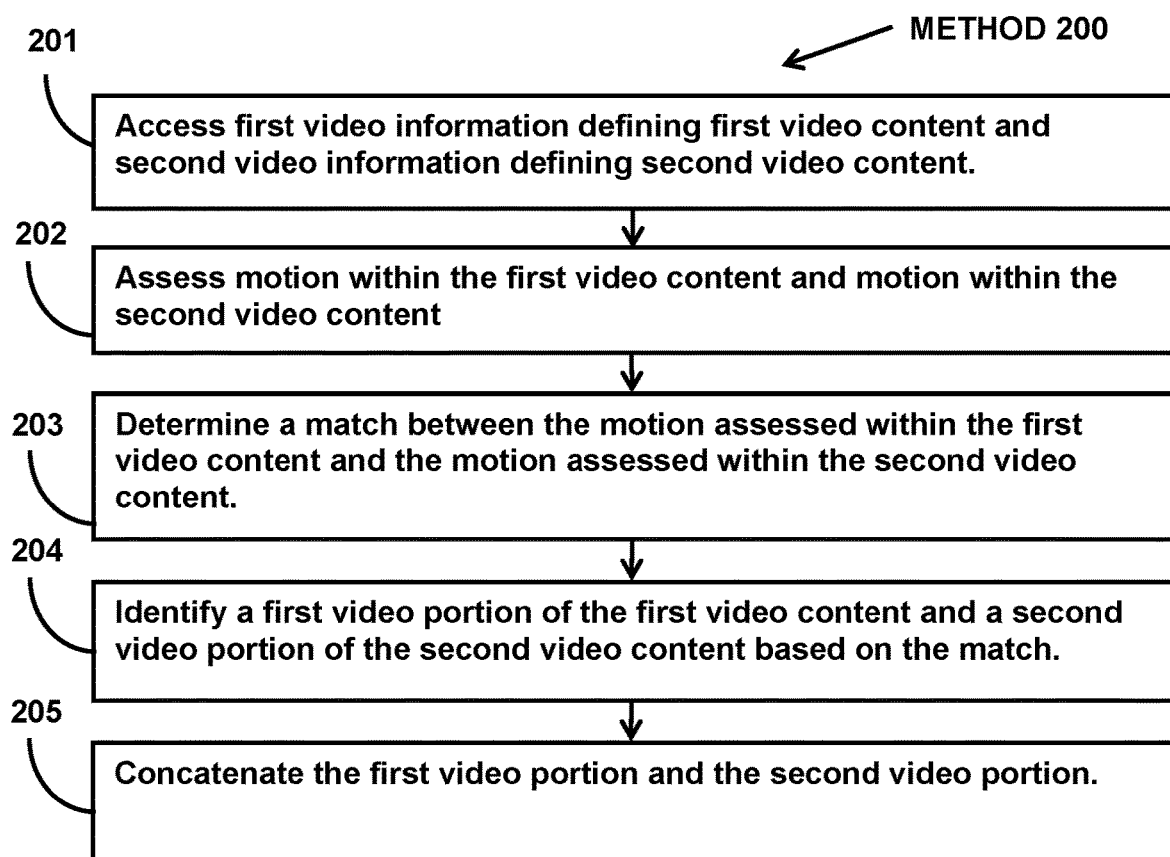 METHOD 200
201
Access first video information defining first video content and
second video information defining second video content.
202
Assess motion within the first video content and motion within the
second video content
203
Determine a match between the motion assessed within the first
video content and the motion assessed within the second video
content.
204
Identify a first video portion of the first video content and a second
video portion of the second video content based on the match.
205
Concatenate the first video portion and the second video portion.